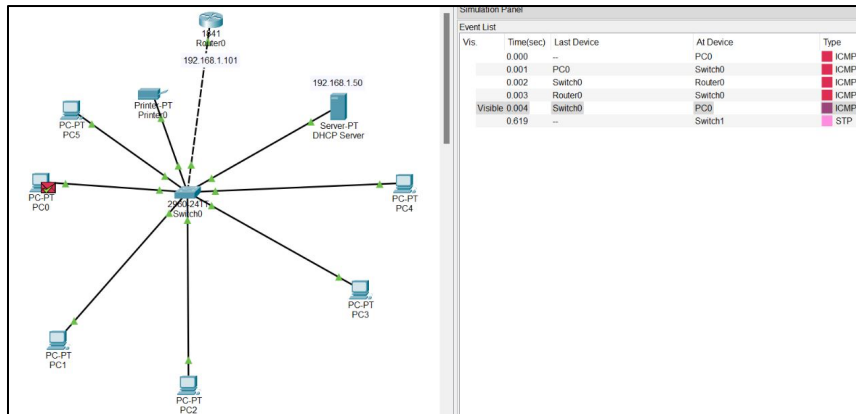 1841
Router0
192.168.1.101
192.168.1.50
Printer-PT
Printer0
Server-PT
DHCP Server
PC-PT
PC5
PC-PT
PC0
Switch0
PC-PT
PC4
PC-PT
PC3
PC-PT
PC1
PC-PT
PC2
Simulation Panel
Event List
Vis. Time(sec) Last Device At Device Type
0.000 -- PC0 ICMP
0.001 PC0 Switch0 ICMP
0.002 Switch0 Router0 ICMP
0.003 Router0 Switch0 ICMP
Visible 0.004 Switch0 PC0 ICMP
0.619 -- Switch1 STP